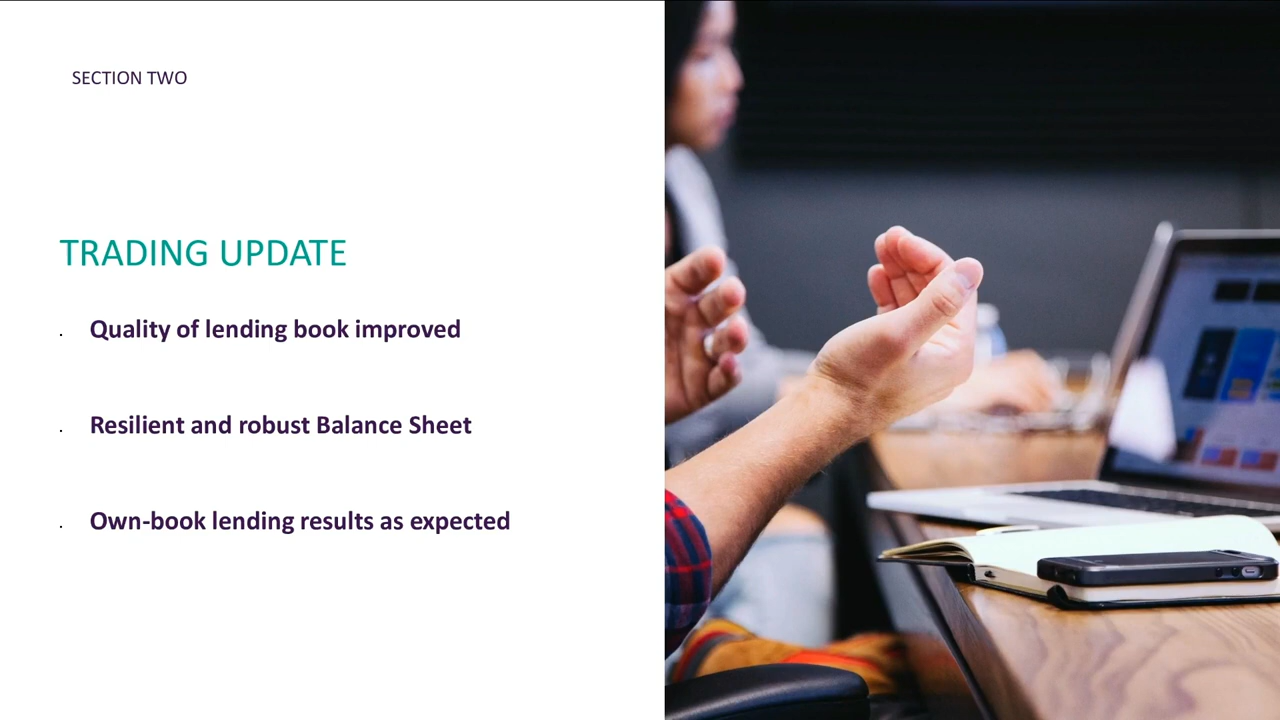 SECTION TWO
TRADING UPDATE
Quality of lending book improved
Resilient and robust Balance Sheet
Own-book lending results as expected